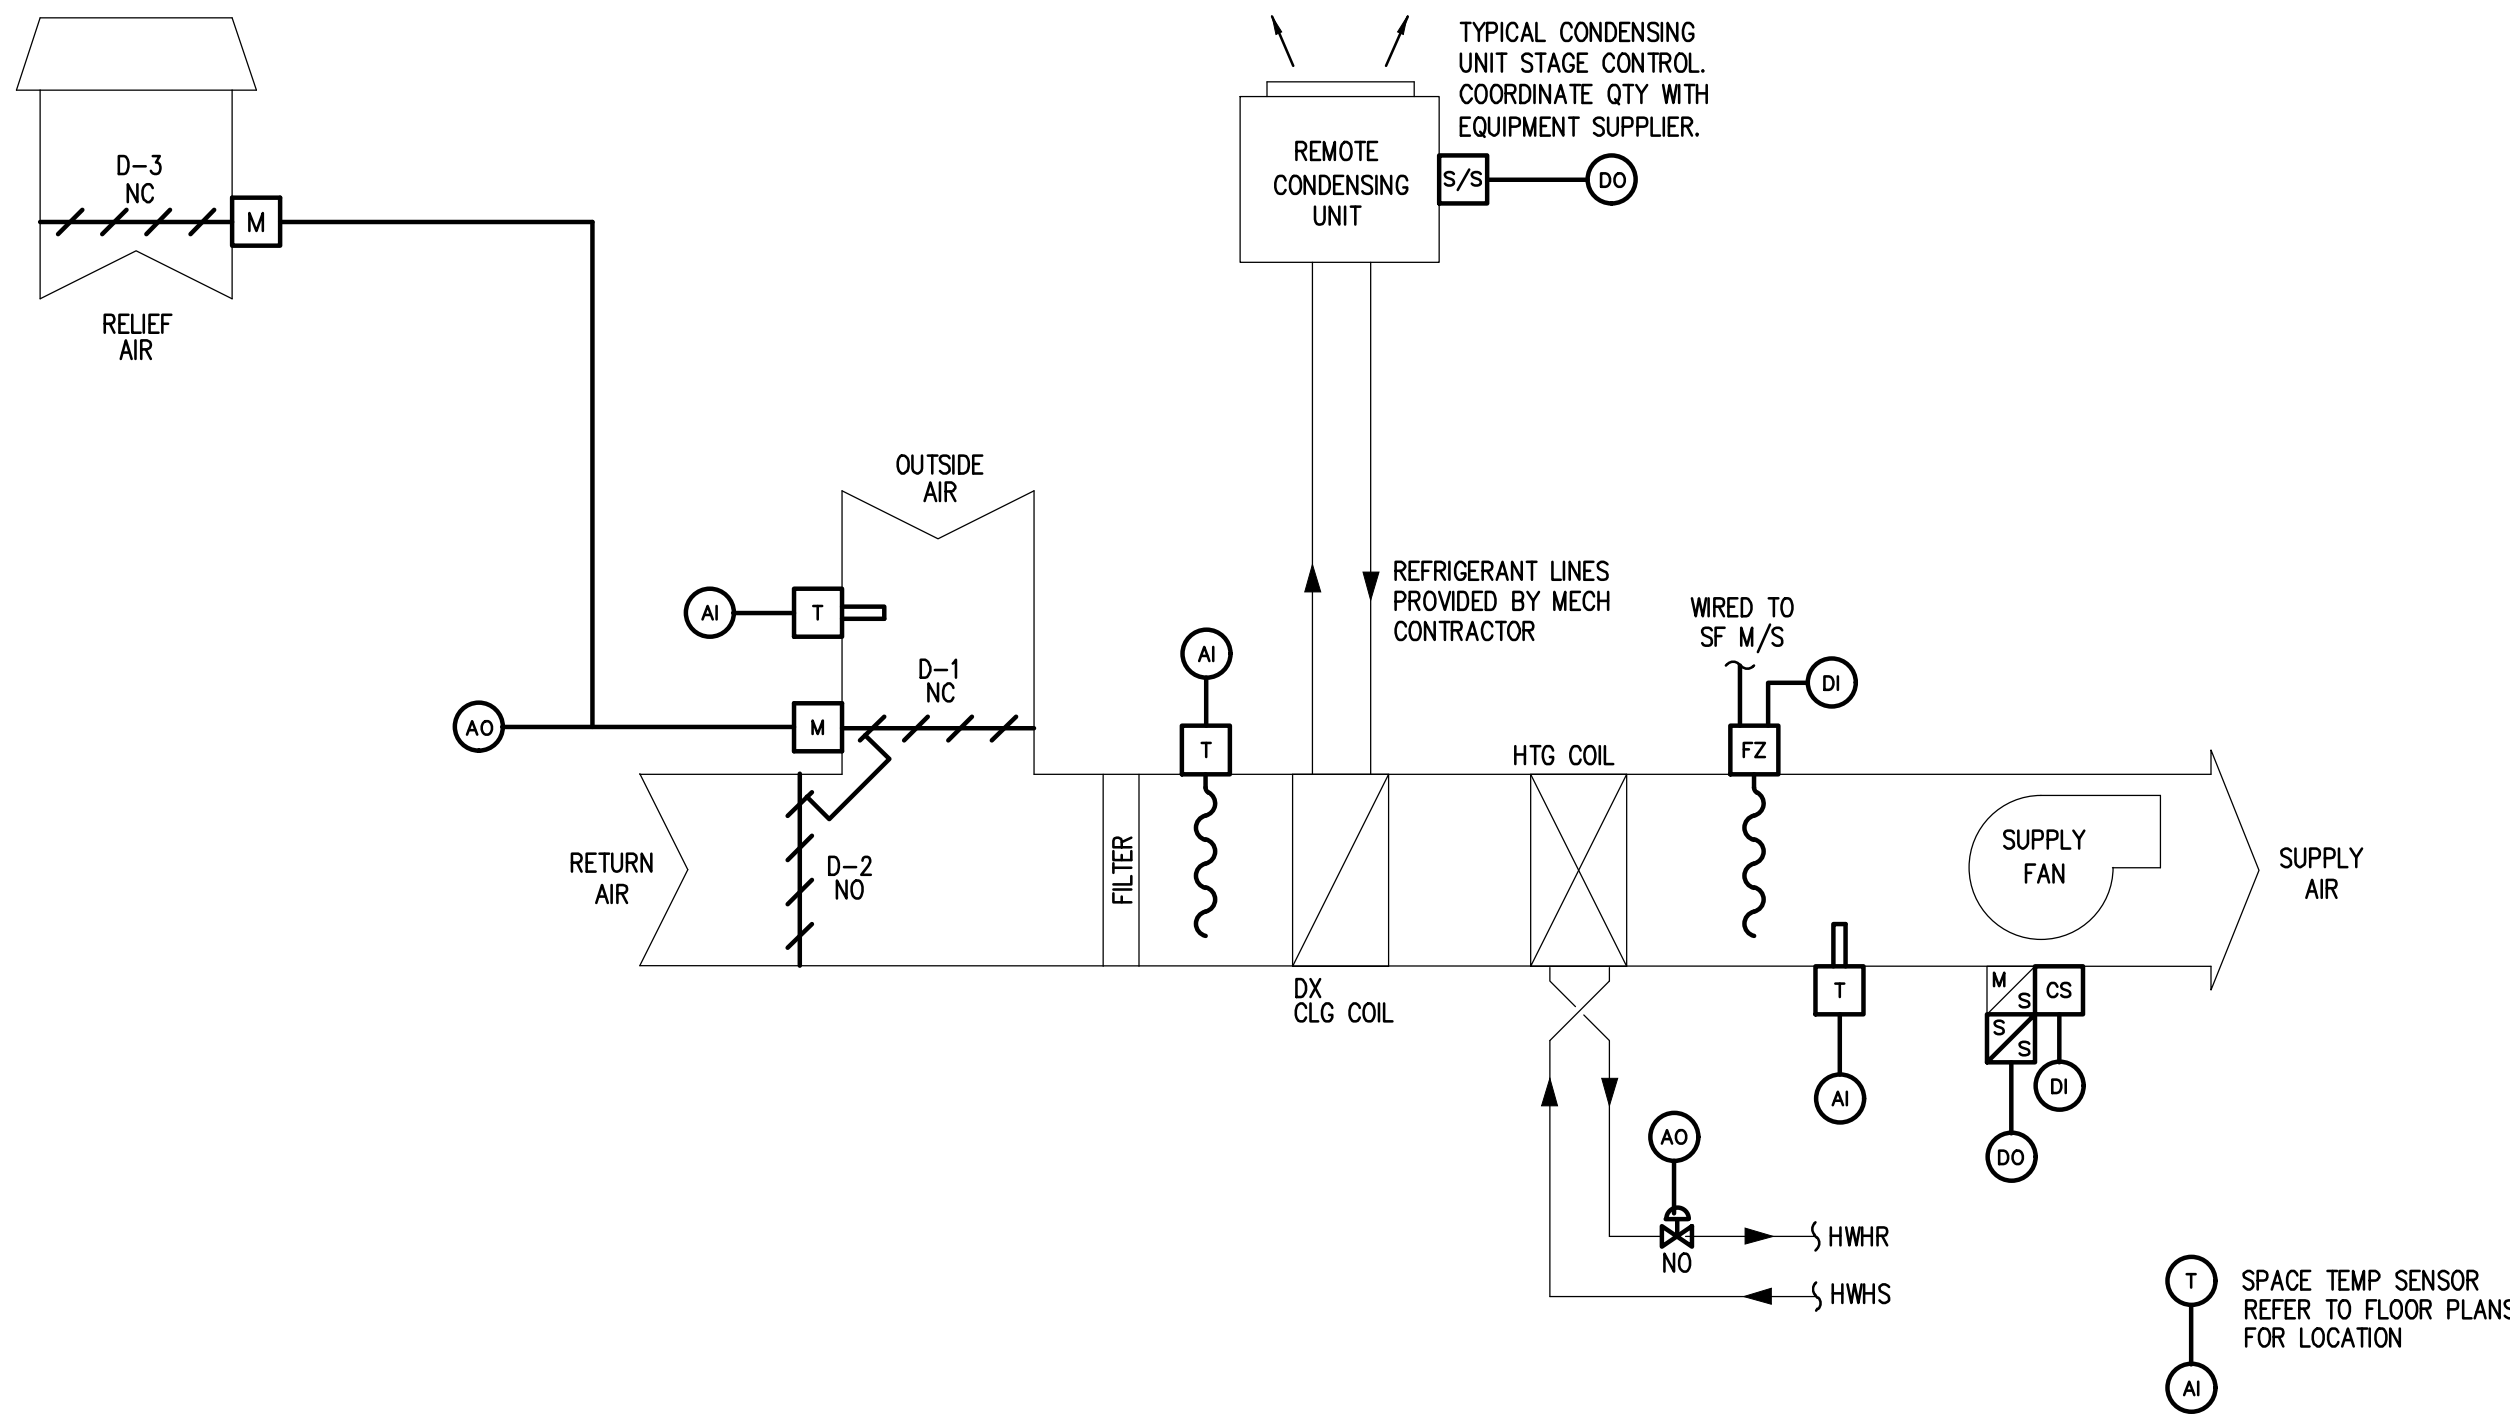 TYPICAL CONDENSING
UNIT STAGE CONTROL.
COORDINATE QTY WITH
EQUIPMENT SUPPLIER.
REMOTE
CONDENSING
UNIT
S/S
DO
D-3
NC
M
RELIEF
AIR
OUTSIDE
AIR
AI
T
D-1
NC
AO
M
REFRIGERANT LINES
PROVIDED BY MECH
CONTRACTOR
AI
T
WIRED TO
SF M/S
DI
FZ
HTG COIL
RETURN
AIR
D-2
NO
FILTER
SUPPLY
FAN
SUPPLY
AIR
DX
CLG COIL
T
AI
M
S
CS
S
S
DI
DO
AO
NO
HWHR
HWHS
T
SPACE TEMP SENSOR
REFER TO FLOOR PLANS
FOR LOCATION
AI